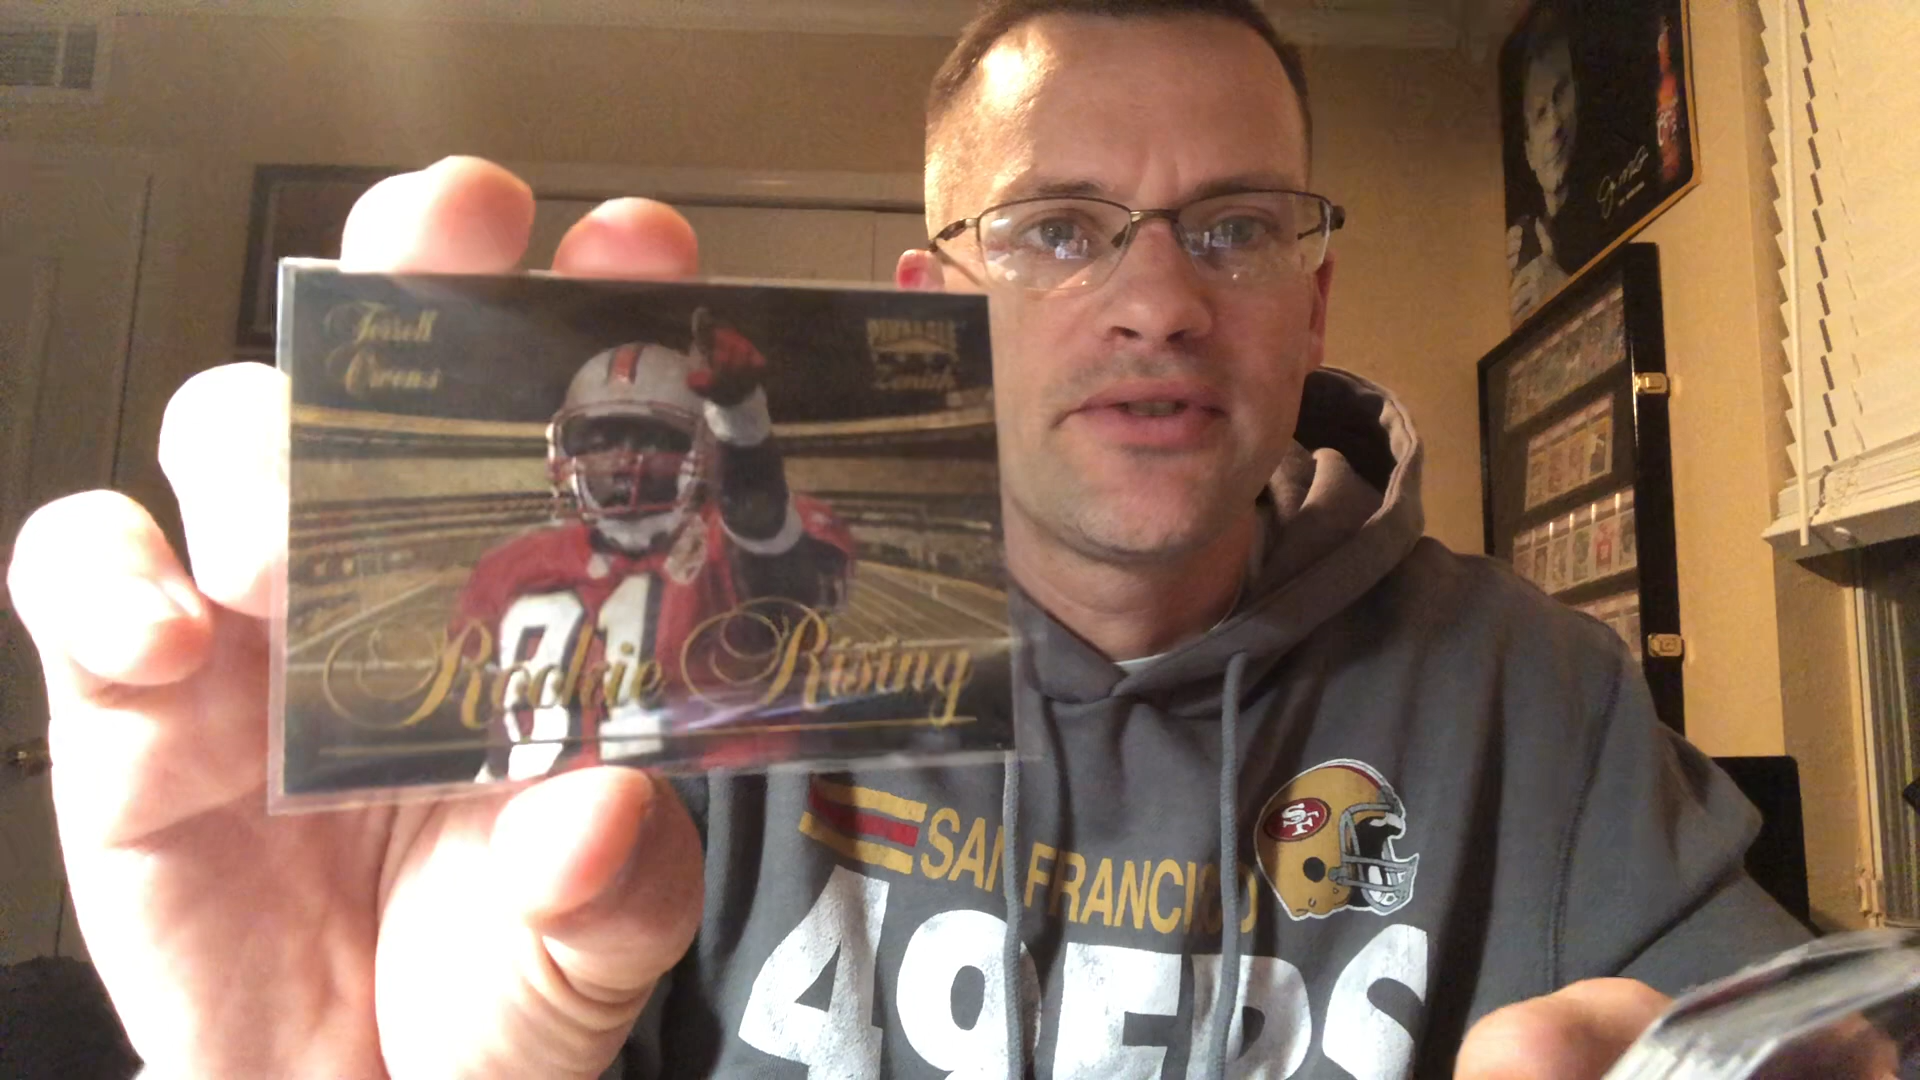 Terrell
Owens
PINNACLE
Zenith
81
Rookie Rising
SAN FRANCISCO
SF
49ERS